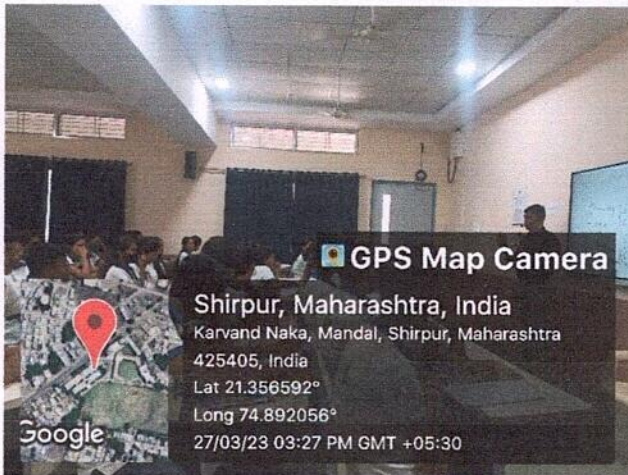 GPS Map Camera
Shirpur, Maharashtra, India
Karvand Naka, Mandal, Shirpur, Maharashtra
425405, India
Lat 21.356592°
Long 74.892056°
27/03/23 03:27 PM GMT +05:30
Google